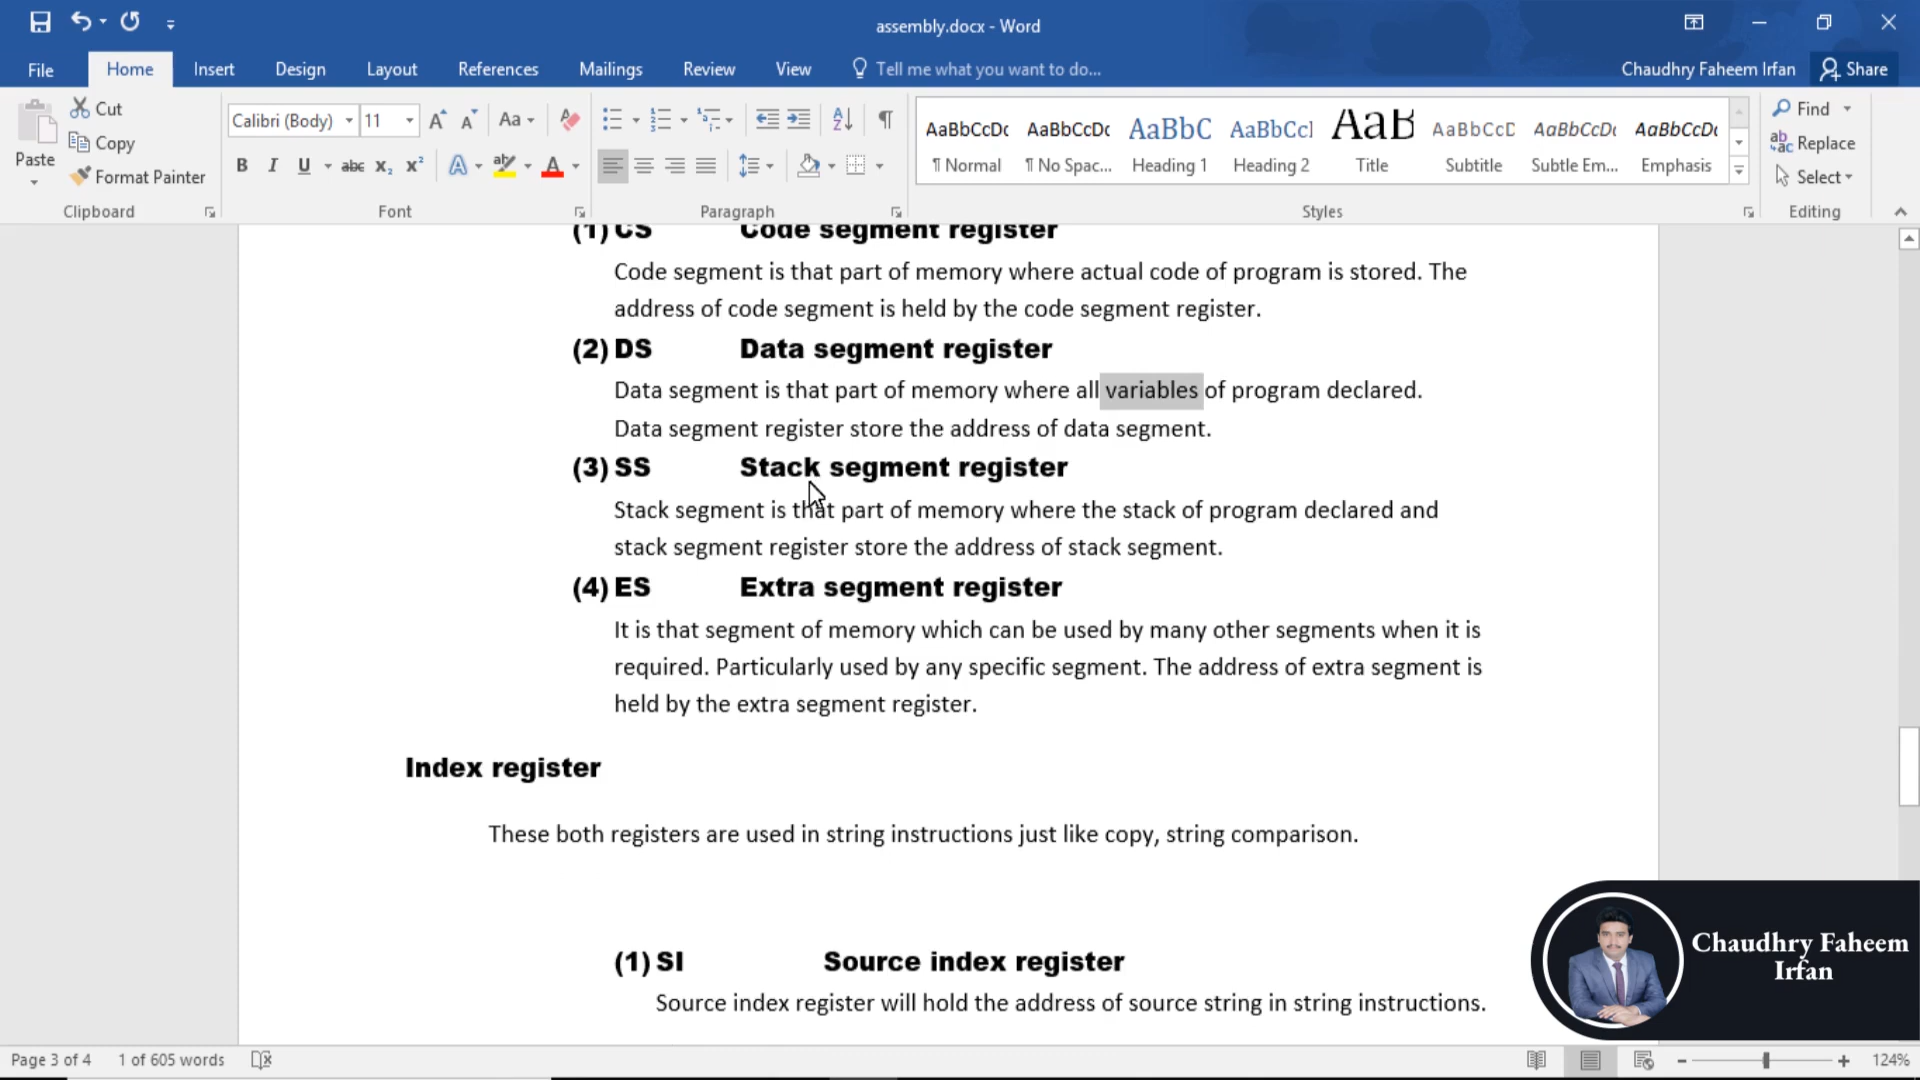 assembly.docx - Word
File Home Insert Design Layout References Mailings Review View Tell me what you want to do... Chaudhry Faheem Irfan Share
Paste
Cut
Copy
Format Painter
Clipboard
Calibri (Body) 11
Aa
B I U abc X₂ X² A A
Font
Paragraph
AaBbCcDc AaBbCcDc AaBbC AaBbCcI AaB AaBbCcD AaBbCcDc AaBbCcDc
¶ Normal ¶ No Spac... Heading 1 Heading 2 Title Subtitle Subtle Em... Emphasis
Styles
Find
Replace
Select
Editing
(1) CS Code segment register
Code segment is that part of memory where actual code of program is stored. The
address of code segment is held by the code segment register.
(2) DS Data segment register
Data segment is that part of memory where all variables of program declared.
Data segment register store the address of data segment.
(3) SS Stack segment register
Stack segment is that part of memory where the stack of program declared and
stack segment register store the address of stack segment.
(4) ES Extra segment register
It is that segment of memory which can be used by many other segments when it is
required. Particularly used by any specific segment. The address of extra segment is
held by the extra segment register.
Index register
These both registers are used in string instructions just like copy, string comparison.
(1) SI Source index register
Source index register will hold the address of source string in string instructions.
Chaudhry Faheem
Irfan
Page 3 of 4 1 of 605 words 124%